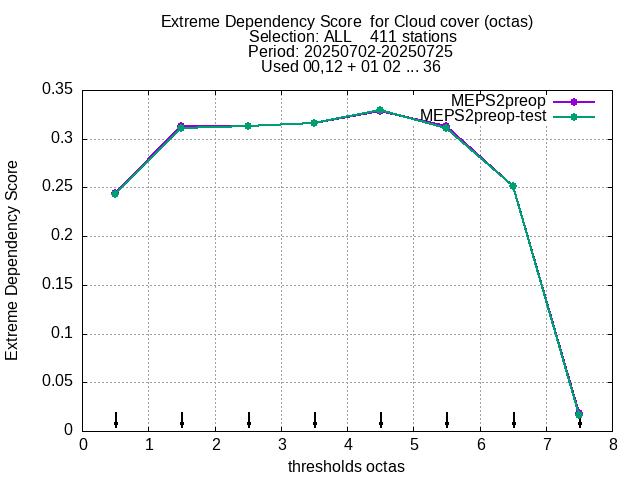 Extreme Dependency Score  for Cloud cover (octas)
Selection: ALL    411 stations
Period: 20250702-20250725
Used 00,12 + 01 02 ... 36
MEPS2preop
MEPS2preop-test
Extreme Dependency Score
0.35
0.3
0.25
0.2
0.15
0.1
0.05
0
0 1 2 3 4 5 6 7 8
thresholds octas